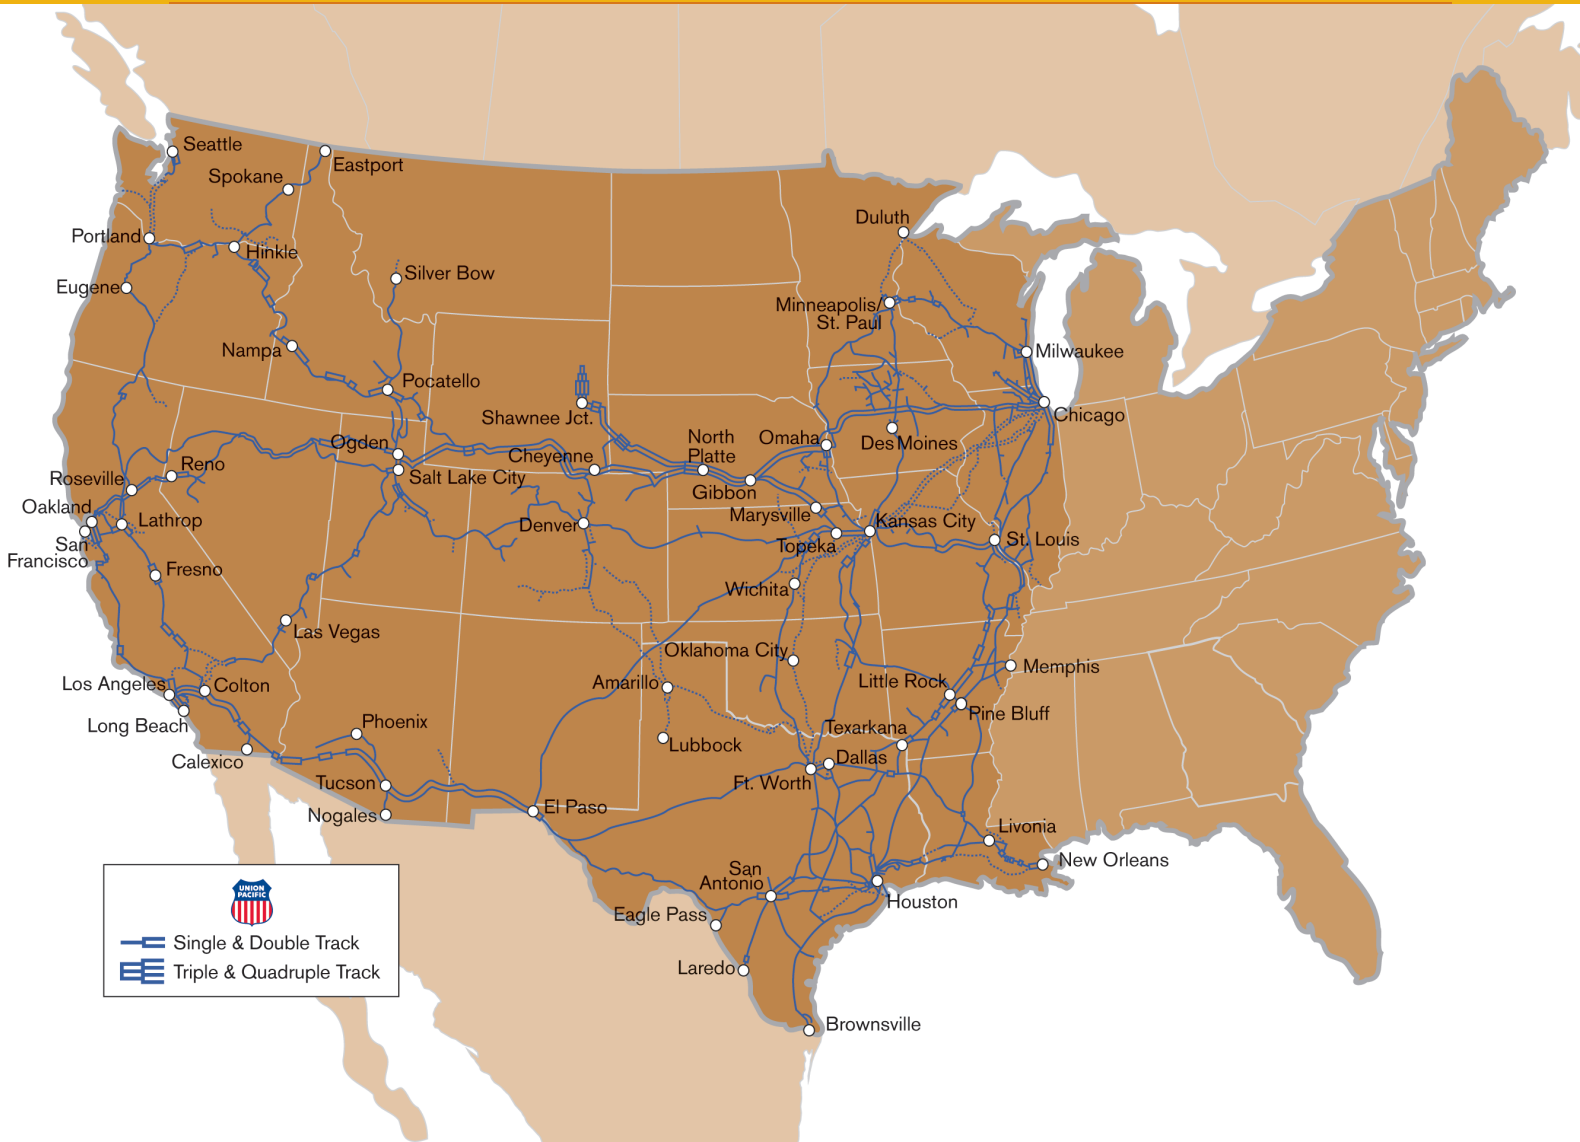 Seattle
Eastport
Spokane
Portland
Hinkle
Eugene
Silver Bow
Nampa
Pocatello
Duluth
Minneapolis/
St. Paul
Milwaukee
Chicago
Shawnee Jct.
Ogden
Cheyenne
North
Platte
Omaha
Des Moines
Reno
Roseville
Salt Lake City
Gibbon
Oakland
Lathrop
San
Francisco
Denver
Marysville
Kansas City
Topeka
St. Louis
Fresno
Wichita
Las Vegas
Oklahoma City
Memphis
Los Angeles
Colton
Amarillo
Little Rock
Long Beach
Phoenix
Pine Bluff
Texarkana
Calexico
Lubbock
Dallas
Tucson
Ft. Worth
Nogales
El Paso
Livonia
New Orleans
San
Antonio
Houston
Eagle Pass
Laredo
Brownsville
UNION
PACIFIC
Single & Double Track
Triple & Quadruple Track